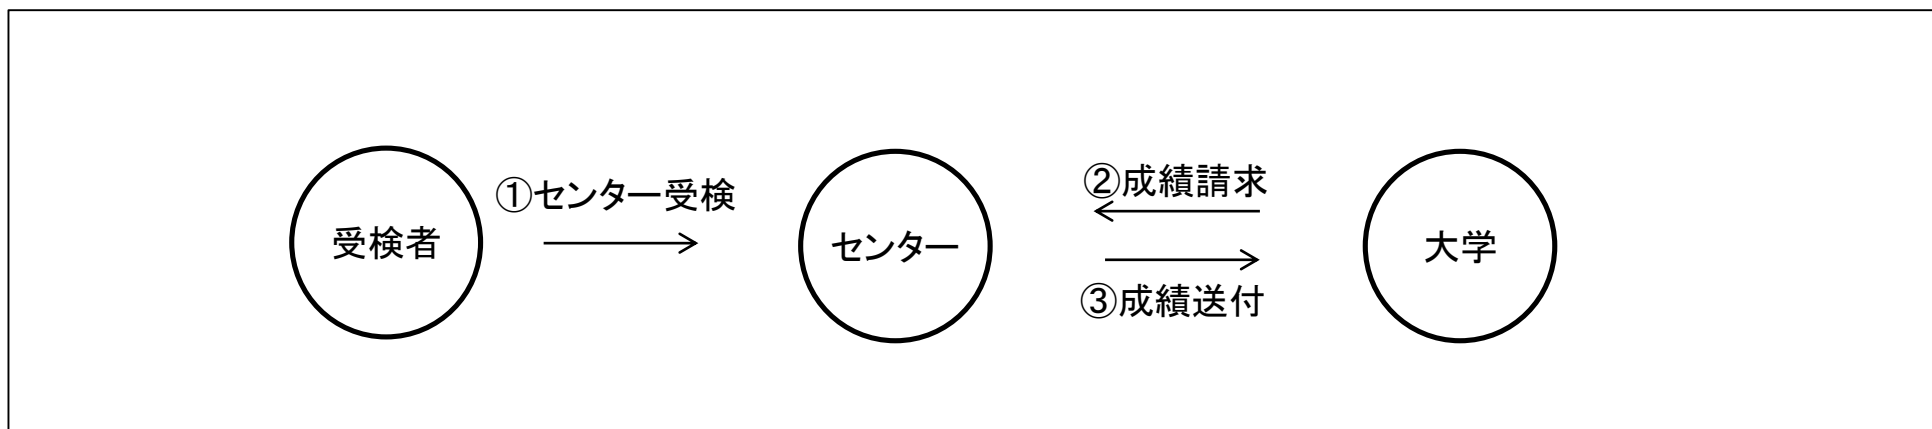 受検者
①センター受検
センター
②成績請求
③成績送付
大学